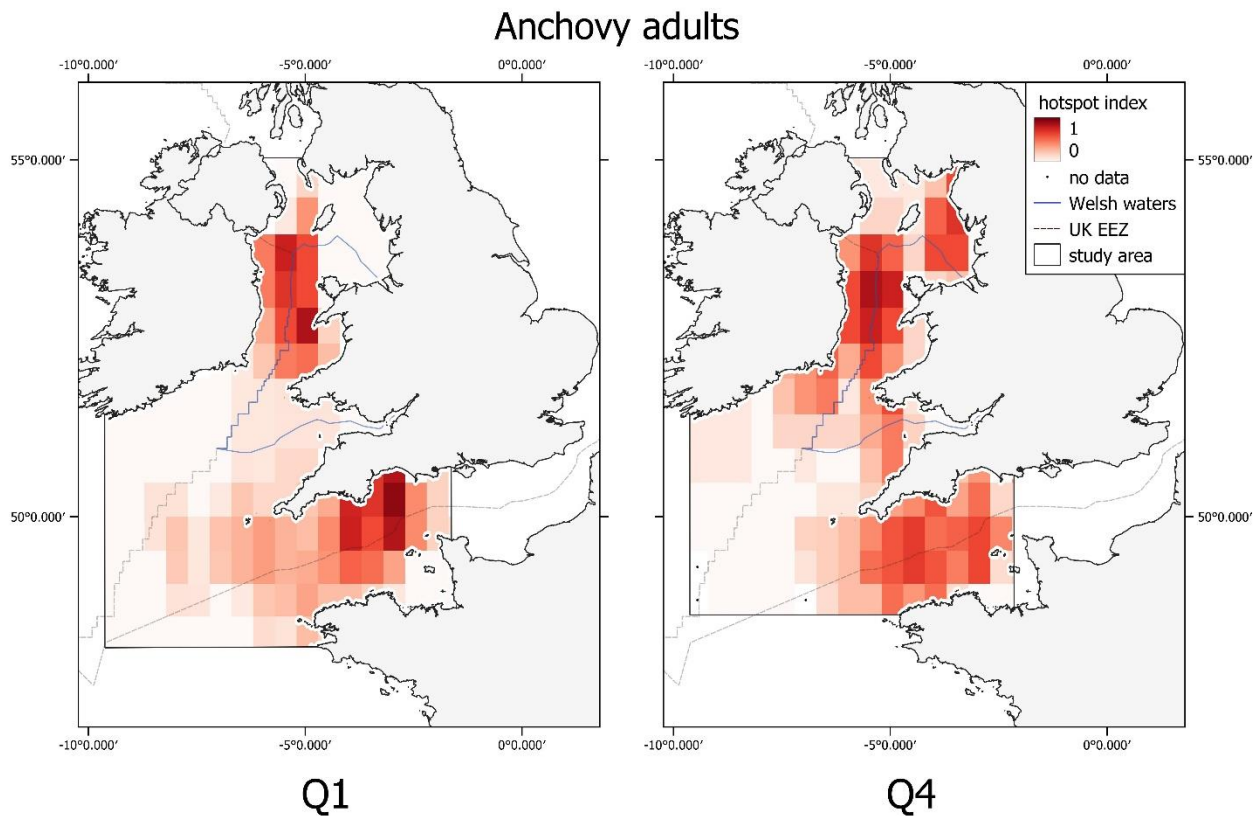 Anchovy adults
-10°0.000′ -5°0.000′ 0°0.000′
-10°0.000′ -5°0.000′ 0°0.000′
hotspot index
1
0
no data
Welsh waters
UK EEZ
study area
55°0.000′
55°0.000′
50°0.000′
50°0.000′
-10°0.000′ -5°0.000′ 0°0.000′
-10°0.000′ -5°0.000′ 0°0.000′
Q1
Q4